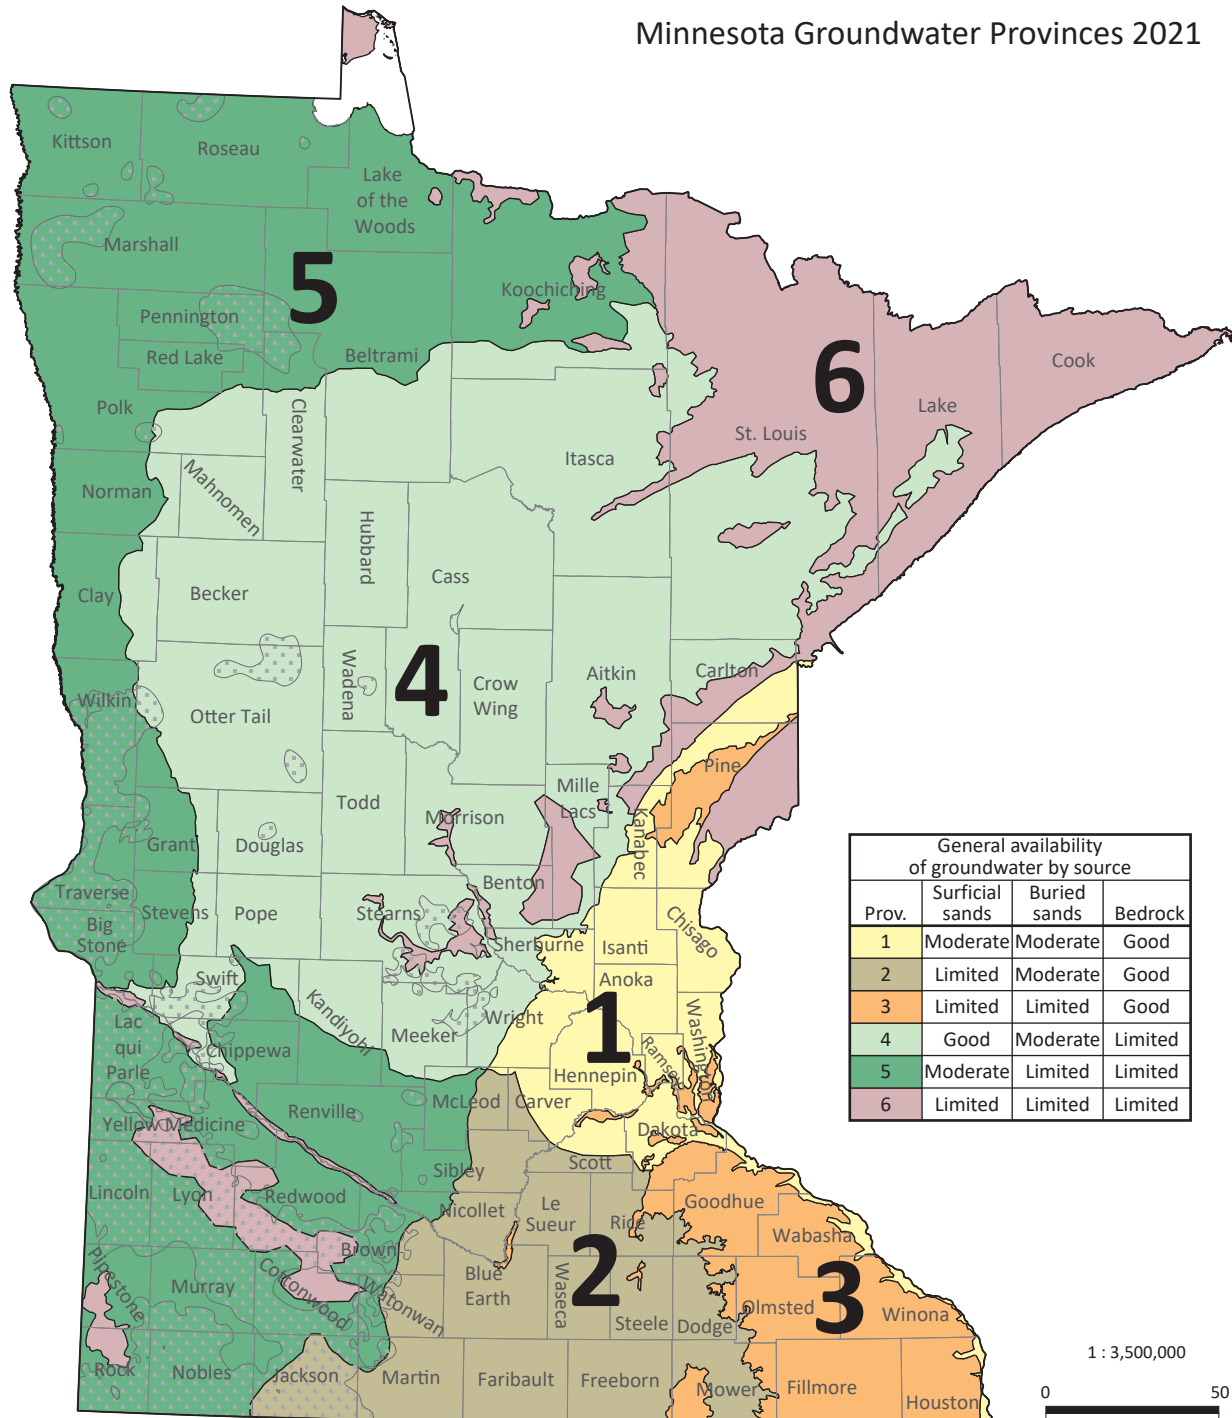 Minnesota Groundwater Provinces 2021
Kittson
Roseau
Lake
of the
Woods
Marshall
5
Koochiching
Pennington
Red Lake
Beltrami
6
Cook
Polk
Clearwater
Lake
St. Louis
Itasca
Norman
Mahnomen
Hubbard
Cass
Clay
Becker
4
Wadena
Crow
Wing
Aitkin
Carlton
Wilkin
Otter Tail
Pine
Todd
Morrison
Mille
Lacs
Kanabec
Grant
Douglas
Traverse
Benton
Big
Stone
Stevens
Pope
Stearns
Sherburne
Isanti
Chisago
Swift
Anoka
Kandiyohi
Meeker
Wright
1
Washington
Lac
qui
Parle
Chippewa
Ramsey
Hennepin
Renville
McLeod
Carver
Yellow Medicine
Dakota
Sibley
Scott
Lincoln
Lyon
Redwood
Nicollet
Le
Sueur
Rice
Goodhue
Wabasha
Brown
2
3
Pipestone
Murray
Cottonwood
Watonwan
Blue
Earth
Waseca
Steele
Dodge
Olmsted
Winona
Rock
Nobles
Jackson
Martin
Faribault
Freeborn
Mower
Fillmore
Houston
General availability
of groundwater by source
Prov. Surficial sands Buried sands Bedrock
1 Moderate Moderate Good
2 Limited Moderate Good
3 Limited Limited Good
4 Good Moderate Limited
5 Moderate Limited Limited
6 Limited Limited Limited
1 : 3,500,000
0 50